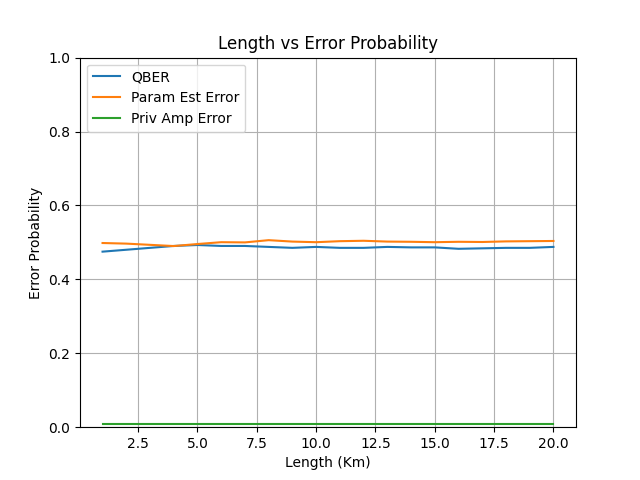 Length vs Error Probability
1.0
0.8
0.6
0.4
0.2
0.0
Error Probability
QBER
Param Est Error
Priv Amp Error
2.5 5.0 7.5 10.0 12.5 15.0 17.5 20.0
Length (Km)